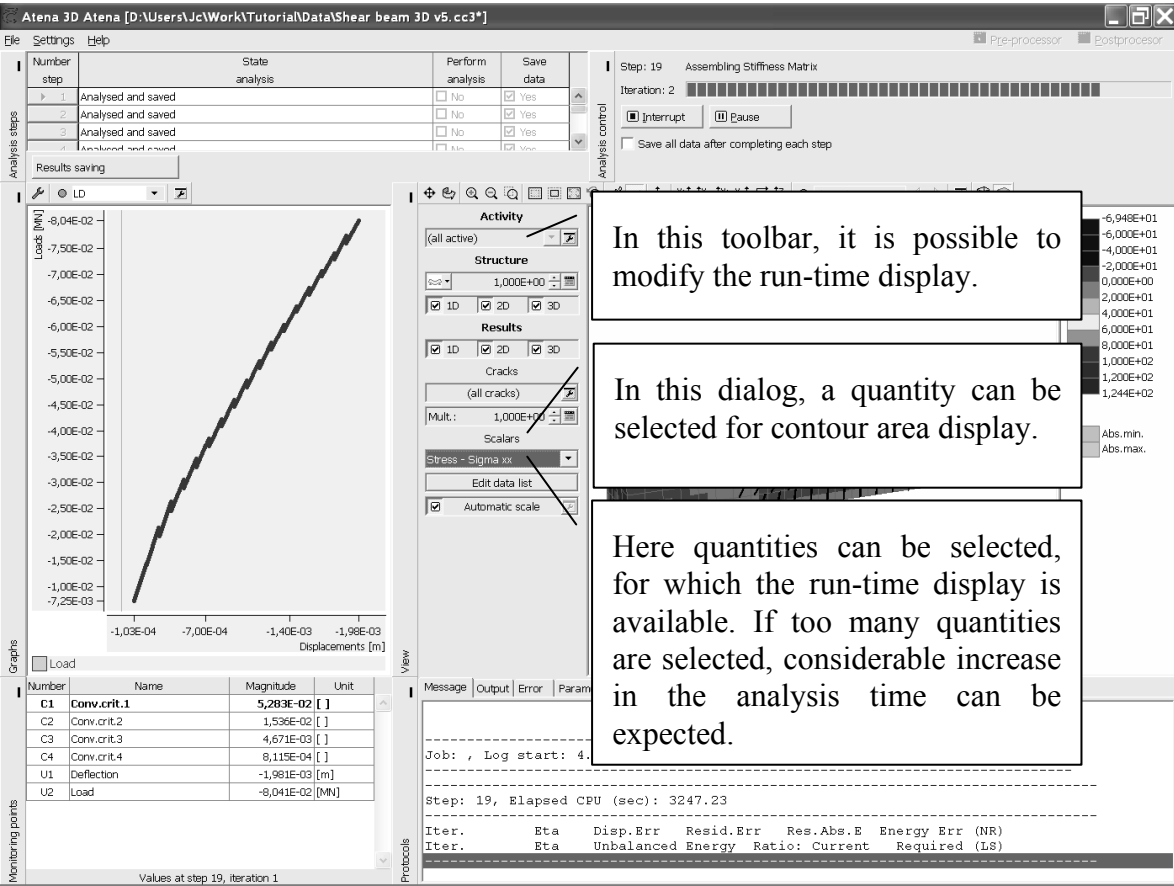 Atena 3D Atena [D:\Users\Jc\Work\Tutorial\Data\Shear beam 3D v5.cc3*]
File Settings Help
Pre-processor Postprocesor
Analysis steps
Number step State analysis Perform analysis Save data
1 Analysed and saved No Yes
2 Analysed and saved No Yes
3 Analysed and saved No Yes
4 Analysed and saved No Yes
Results saving
Analysis control
Step: 19 Assembling Stiffness Matrix
Iteration: 2
Interrupt Pause
Save all data after completing each step
Graphs
LD
Loads [MN]
-8,04E-02
-7,50E-02
-7,00E-02
-6,50E-02
-6,00E-02
-5,50E-02
-5,00E-02
-4,50E-02
-4,00E-02
-3,50E-02
-3,00E-02
-2,50E-02
-2,00E-02
-1,50E-02
-1,00E-02
-7,25E-03
-1,03E-04 -7,00E-04 -1,40E-03 -1,98E-03
Displacements [m]
Load
View
Activity
(all active)
Structure
1,000E+00
1D 2D 3D
Results
1D 2D 3D
Cracks
(all cracks)
Mult.: 1,000E+00
Scalars
Stress - Sigma xx
Edit data list
Automatic scale
In this toolbar, it is possible to
modify the run-time display.
In this dialog, a quantity can be
selected for contour area display.
Here quantities can be selected,
for which the run-time display is
available. If too many quantities
are selected, considerable increase
in the analysis time can be
expected.
-6,948E+01
-6,000E+01
-4,000E+01
-2,000E+01
0,000E+00
2,000E+01
4,000E+01
6,000E+01
8,000E+01
1,000E+02
1,200E+02
1,244E+02
Abs.min.
Abs.max.
Monitoring points
Number Name Magnitude Unit
C1 Conv.crit.1 5,283E-02 [ ]
C2 Conv.crit.2 1,536E-02 [ ]
C3 Conv.crit.3 4,671E-03 [ ]
C4 Conv.crit.4 8,115E-04 [ ]
U1 Deflection -1,981E-03 [m]
U2 Load -8,041E-02 [MN]
Values at step 19, iteration 1
Protocols
Message Output Error Param
Job: , Log start: 4.
Step: 19, Elapsed CPU (sec): 3247.23
Iter. Eta Disp.Err Resid.Err Res.Abs.E Energy Err (NR)
Iter. Eta Unbalanced Energy Ratio: Current Required (LS)